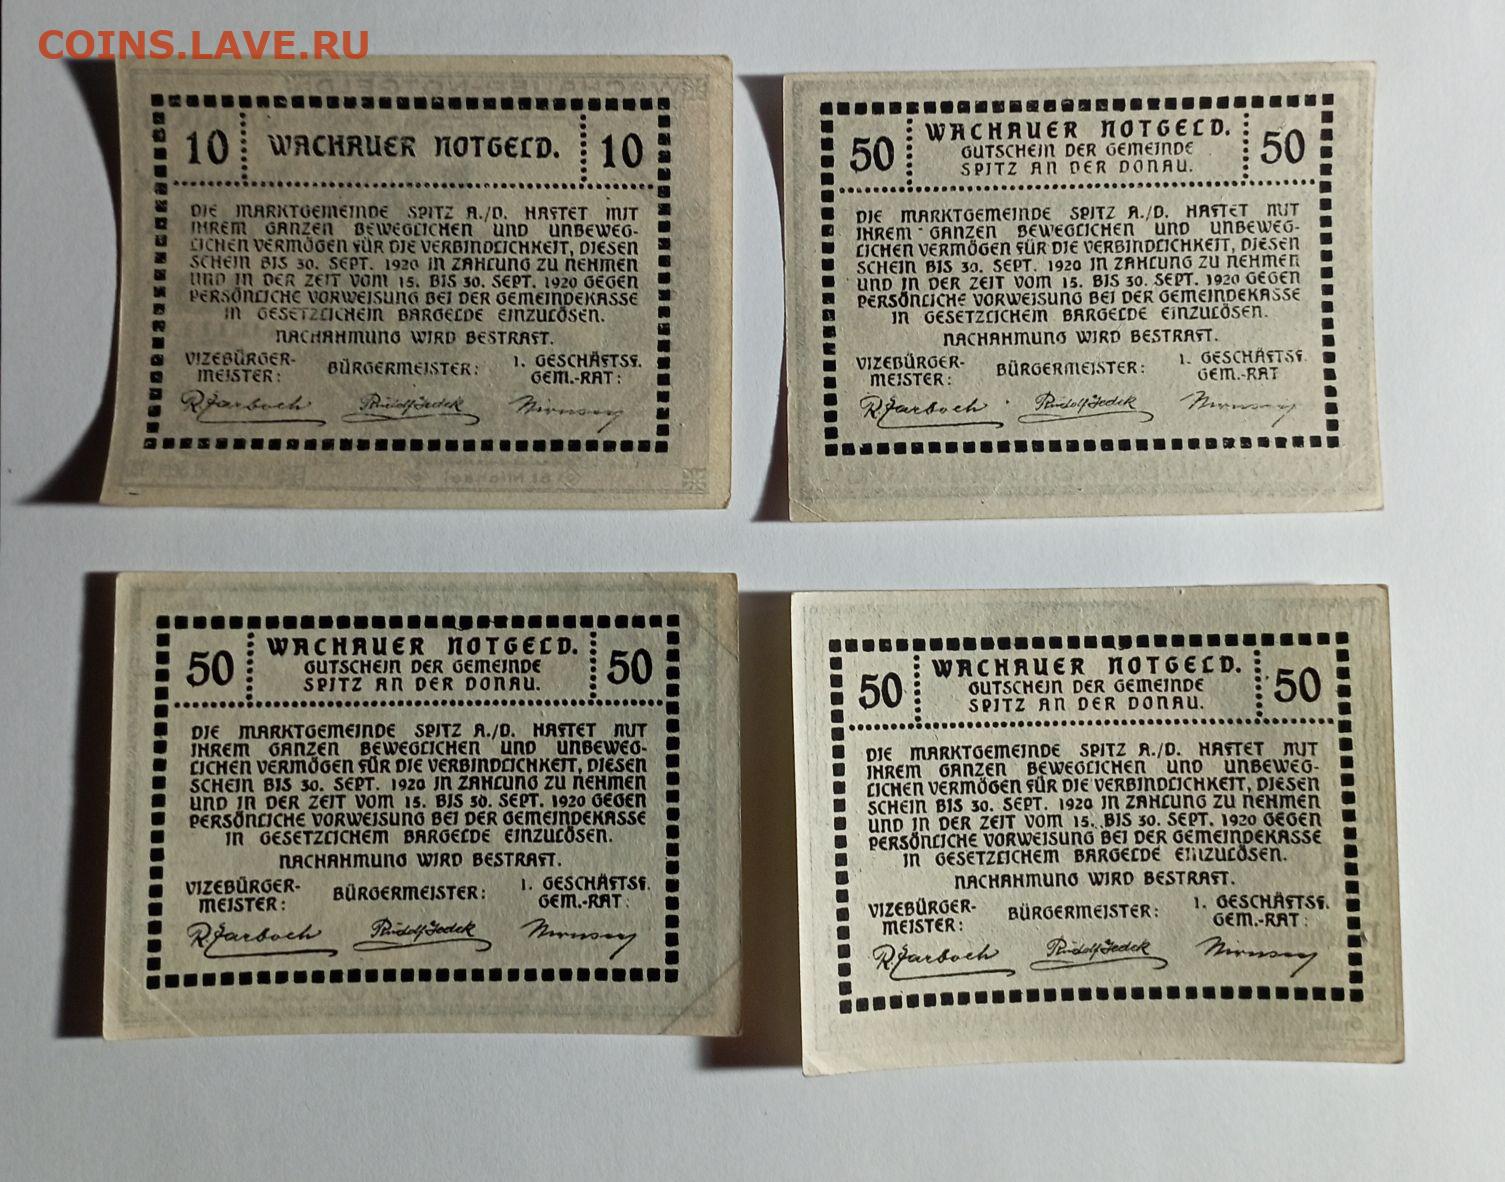 COINS.LAVE.RU
10 WACHAUER NOTGELD. 10
DIE MARKTGEMEINDE SPITZ A./D. HAFTET MIT
IHREM GANZEN BEWEGLICHEN UND UNBEWEG-
LICHEN VERMÖGEN FÜR DIE VERBINDLICHKEIT, DIESEN
SCHEIN BIS 30. SEPT. 1920 IN ZAHLUNG ZU NEHMEN
UND IN DER ZEIT VOM 15. BIS 30. SEPT. 1920 GEGEN
PERSÖNLICHE VORWEISUNG BEI DER GEMEINDEKASSE
IN GESETZLICHEM BARGELDE EINZULÖSEN.
NACHAHMUNG WIRD BESTRAFT.
VIZEBÜRGER-
MEISTER:
BÜRGERMEISTER:
1. GESCHÄFTSF.
GEM.-RAT:
Rudolf Jedek
50 WACHAUER NOTGELD. 50
GUTSCHEIN DER GEMEINDE
SPITZ AN DER DONAU.
DIE MARKTGEMEINDE SPITZ A./D. HAFTET MIT
IHREM GANZEN BEWEGLICHEN UND UNBEWEG-
LICHEN VERMÖGEN FÜR DIE VERBINDLICHKEIT, DIESEN
SCHEIN BIS 30. SEPT. 1920 IN ZAHLUNG ZU NEHMEN
UND IN DER ZEIT VOM 15. BIS 30. SEPT. 1920 GEGEN
PERSÖNLICHE VORWEISUNG BEI DER GEMEINDEKASSE
IN GESETZLICHEM BARGELDE EINZULÖSEN.
NACHAHMUNG WIRD BESTRAFT.
VIZEBÜRGER-
MEISTER:
BÜRGERMEISTER:
1. GESCHÄFTSF.
GEM.-RAT
Rudolf Jedek
50 WACHAUER NOTGELD. 50
GUTSCHEIN DER GEMEINDE
SPITZ AN DER DONAU.
DIE MARKTGEMEINDE SPITZ A./D. HAFTET MIT
IHREM GANZEN BEWEGLICHEN UND UNBEWEG-
LICHEN VERMÖGEN FÜR DIE VERBINDLICHKEIT, DIESEN
SCHEIN BIS 30. SEPT. 1920 IN ZAHLUNG ZU NEHMEN
UND IN DER ZEIT VOM 15. BIS 30. SEPT. 1920 GEGEN
PERSÖNLICHE VORWEISUNG BEI DER GEMEINDEKASSE
IN GESETZLICHEM BARGELDE EINZULÖSEN.
NACHAHMUNG WIRD BESTRAFT.
VIZEBÜRGER-
MEISTER:
BÜRGERMEISTER:
1. GESCHÄFTSF.
GEM.-RAT:
Rudolf Jedek
50 WACHAUER NOTGELD. 50
GUTSCHEIN DER GEMEINDE
SPITZ AN DER DONAU.
DIE MARKTGEMEINDE SPITZ A./D. HAFTET MIT
IHREM GANZEN BEWEGLICHEN UND UNBEWEG-
LICHEN VERMÖGEN FÜR DIE VERBINDLICHKEIT, DIESEN
SCHEIN BIS 30. SEPT. 1920 IN ZAHLUNG ZU NEHMEN
UND IN DER ZEIT VOM 15. BIS 30. SEPT. 1920 GEGEN
PERSÖNLICHE VORWEISUNG BEI DER GEMEINDEKASSE
IN GESETZLICHEM BARGELDE EINZULÖSEN.
NACHAHMUNG WIRD BESTRAFT.
VIZEBÜRGER-
MEISTER:
BÜRGERMEISTER:
1. GESCHÄFTSF.
GEM.-RAT:
Rudolf Jedek